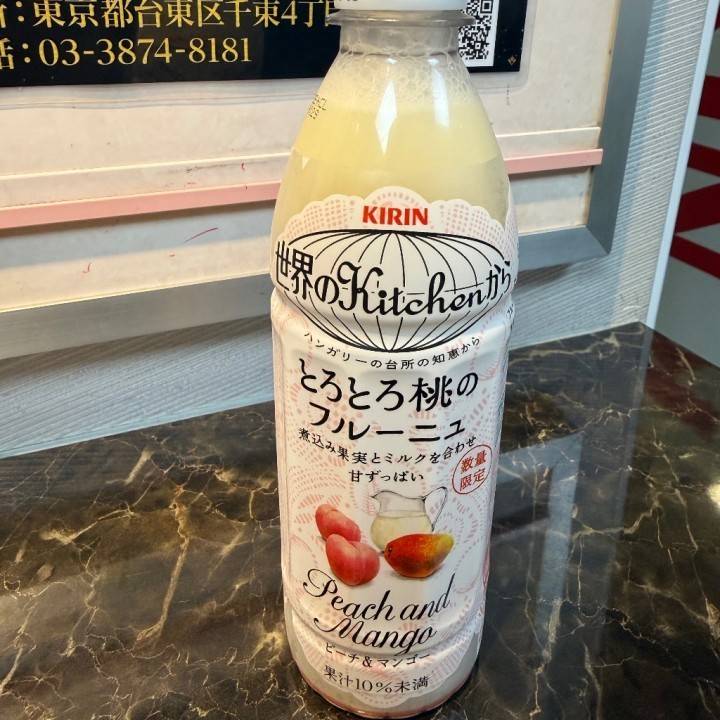 :東京都台東区千束4丁
話:03-3874-8181
KIRIN
世界のKitchenから
ハンガリーの台所の知恵から
とろとろ桃の
フルーニュ
煮込み果実とミルクを合わせ
甘ずっぱい
数量
限定
Peach and
Mango
ピーチ&マンゴー
果汁10%未満